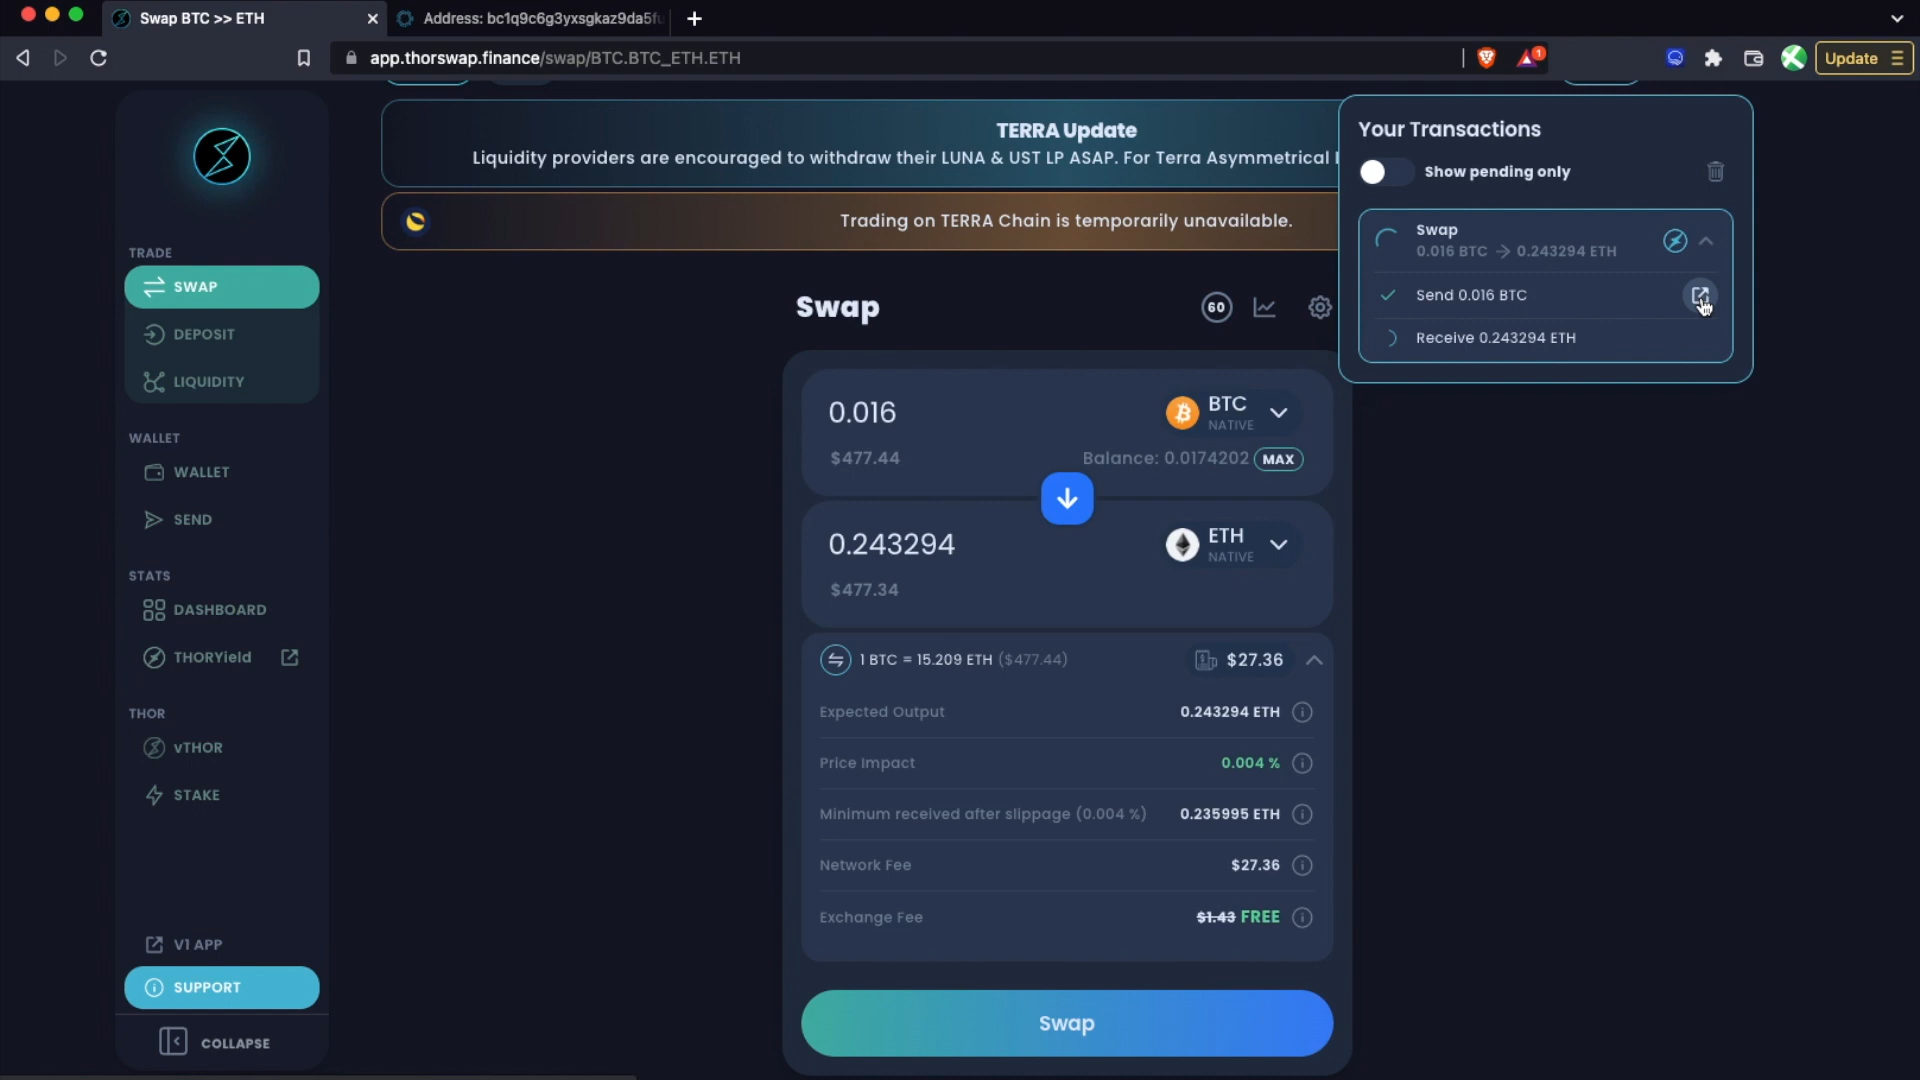 Swap BTC >> ETH
Address: bc1q9c6g3yxsgkaz9da5fu
app.thorswap.finance/swap/BTC.BTC_ETH.ETH
1
Update
TERRA Update
Liquidity providers are encouraged to withdraw their LUNA & UST LP ASAP. For Terra Asymmetrical
Trading on TERRA Chain is temporarily unavailable.
Your Transactions
Show pending only
Swap
0.016 BTC → 0.243294 ETH
Send 0.016 BTC
Receive 0.243294 ETH
TRADE
SWAP
DEPOSIT
LIQUIDITY
WALLET
WALLET
SEND
STATS
DASHBOARD
THORYield
THOR
vTHOR
STAKE
V1 APP
SUPPORT
COLLAPSE
Swap
60
0.016
BTC
NATIVE
$477.44
Balance: 0.0174202 MAX
0.243294
ETH
NATIVE
$477.34
1 BTC = 15.209 ETH ($477.44)
$27.36
Expected Output 0.243294 ETH
Price Impact 0.004 %
Minimum received after slippage (0.004 %) 0.235995 ETH
Network Fee $27.36
Exchange Fee $1.43 FREE
Swap